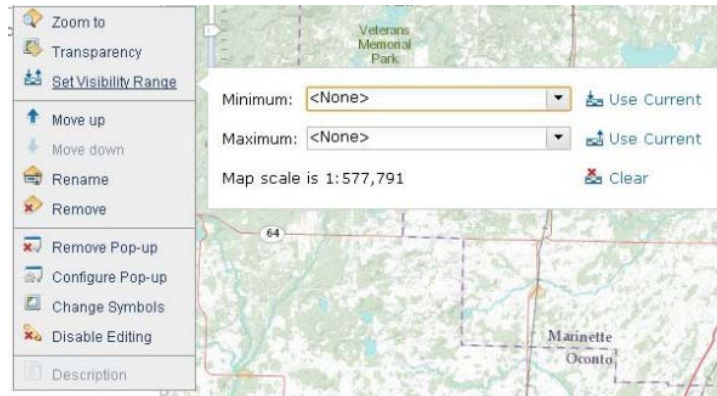 Zoom to
Transparency
Set Visibility Range
Move up
Move down
Rename
Remove
Remove Pop-up
Configure Pop-up
Change Symbols
Disable Editing
Description
Veterans
Memorial
Park
Minimum: <None> Use Current
Maximum: <None> Use Current
Map scale is 1:577,791 Clear
64
Marinette
Oconto